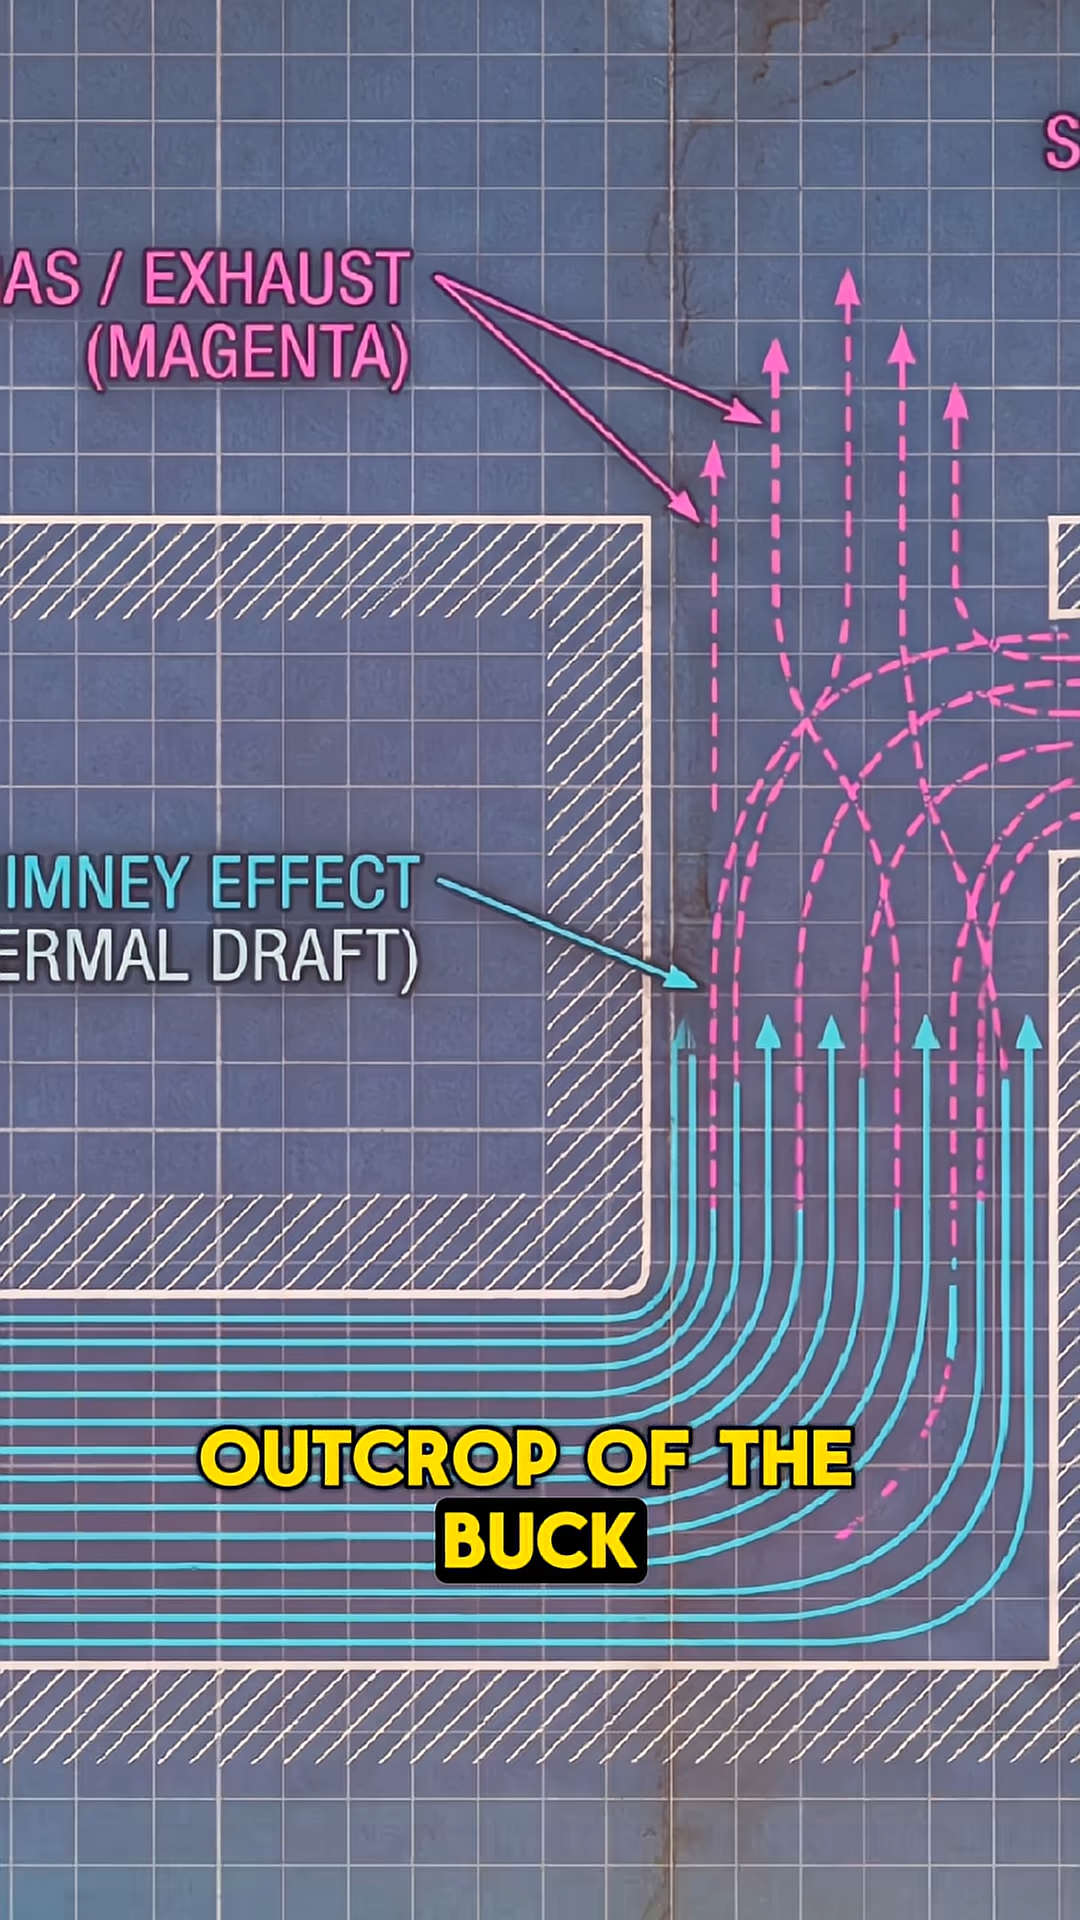 S
AS / EXHAUST
(MAGENTA)
IMNEY EFFECT
ERMAL DRAFT)
OUTCROP OF THE
BUCK